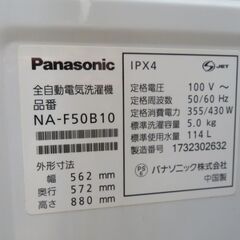 Panasonic
全自動電気洗濯機
品番
NA-F50B10
外形寸法
幅 562 mm
奥行 572 mm
高さ 880 mm
IPX4
S JET
定格電圧 100 V~
定格周波数 50/60 Hz
定格消費電力 355/430 W
標準洗濯容量 5.0 kg
標準使用水量 114 L
製造番号 1732302632
PS E
パナソニック株式会社
中国製